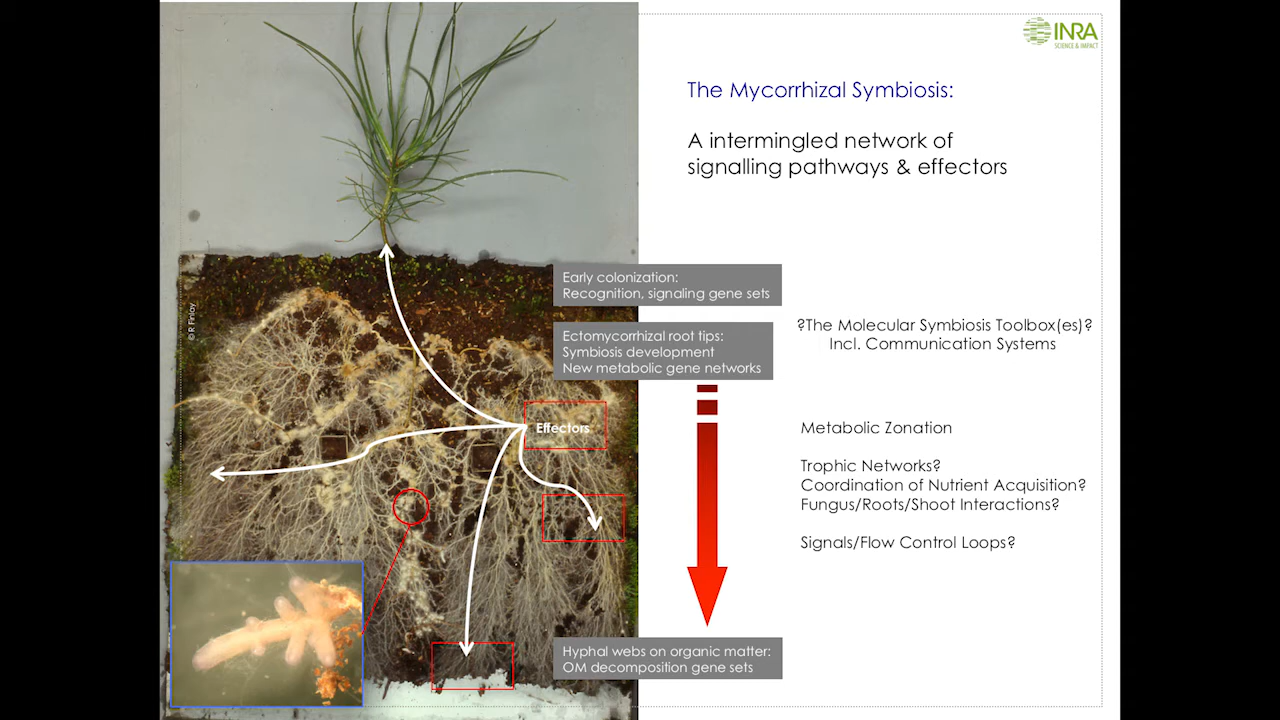 INRA
SCIENCE & IMPACT
The Mycorrhizal Symbiosis:
A intermingled network of
signalling pathways & effectors
Early colonization:
Recognition, signaling gene sets
© R Finlay
?The Molecular Symbiosis Toolbox(es)?
Incl. Communication Systems
Ectomycorrhizal root tips:
Symbiosis development
New metabolic gene networks
Effectors
Metabolic Zonation
Trophic Networks?
Coordination of Nutrient Acquisition?
Fungus/Roots/Shoot Interactions?
Signals/Flow Control Loops?
Hyphal webs on organic matter:
OM decomposition gene sets